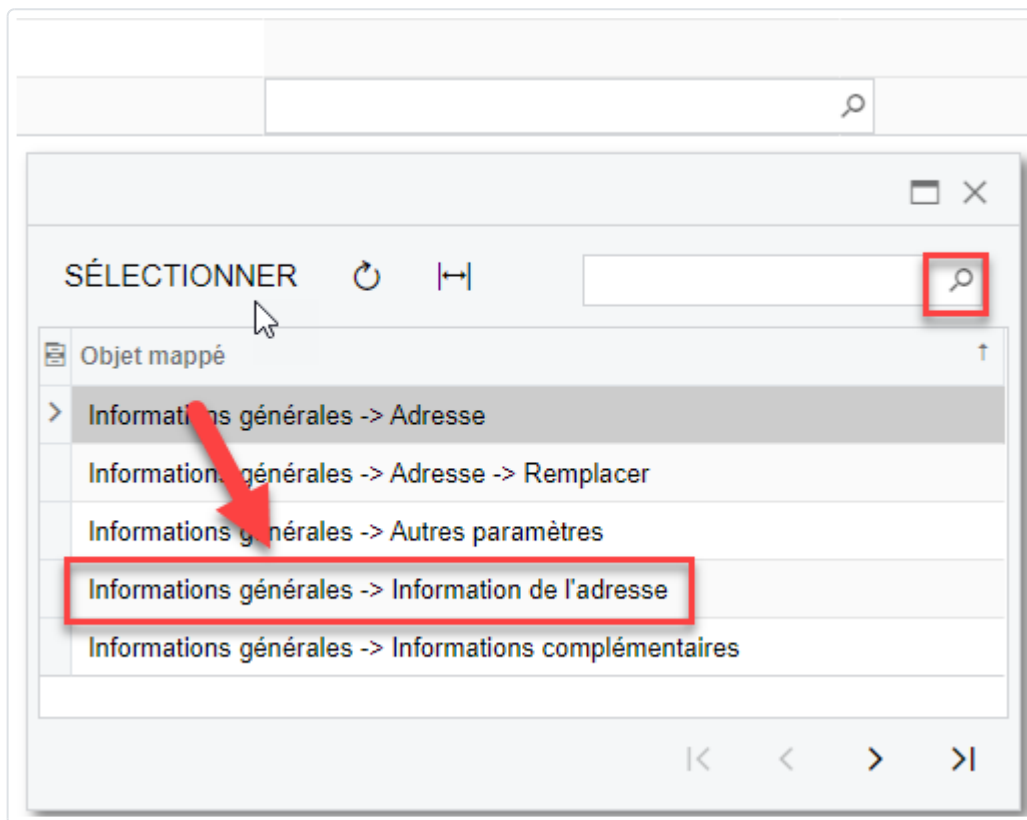 SÉLECTIONNER
Objet mappé
Informations générales -> Adresse
Informations générales -> Adresse -> Remplacer
Informations générales -> Autres paramètres
Informations générales -> Information de l'adresse
Informations générales -> Informations complémentaires